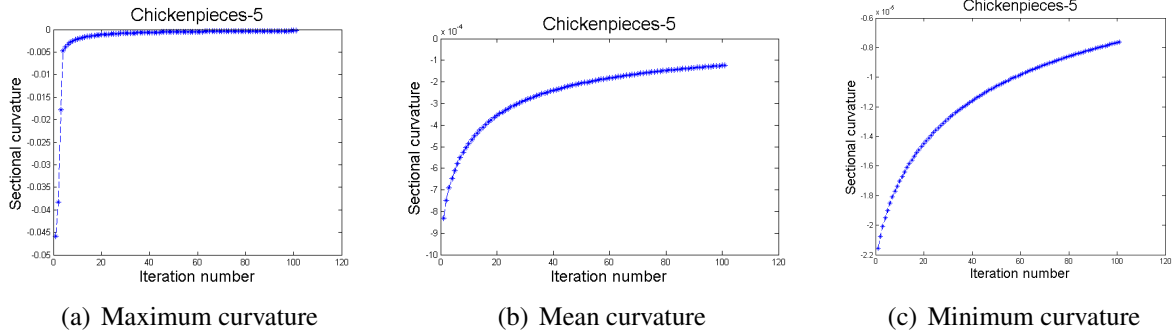 Chickenpieces-5
0
-0.005
-0.01
-0.015
-0.02
-0.025
-0.03
-0.035
-0.04
-0.045
-0.05
0 20 40 60 80 100 120
Sectional curvature
Iteration number
(a) Maximum curvature
Chickenpieces-5
x 10⁻⁴
0
-1
-2
-3
-4
-5
-6
-7
-8
-9
-10
0 20 40 60 80 100 120
Sectional curvature
Iteration number
(b) Mean curvature
Chickenpieces-5
-0.6
-0.8
-1
-1.2
-1.4
-1.6
-1.8
-2
-2.2
0 20 40 60 80 100 120
Sectional curvature
Iteration number
(c) Minimum curvature